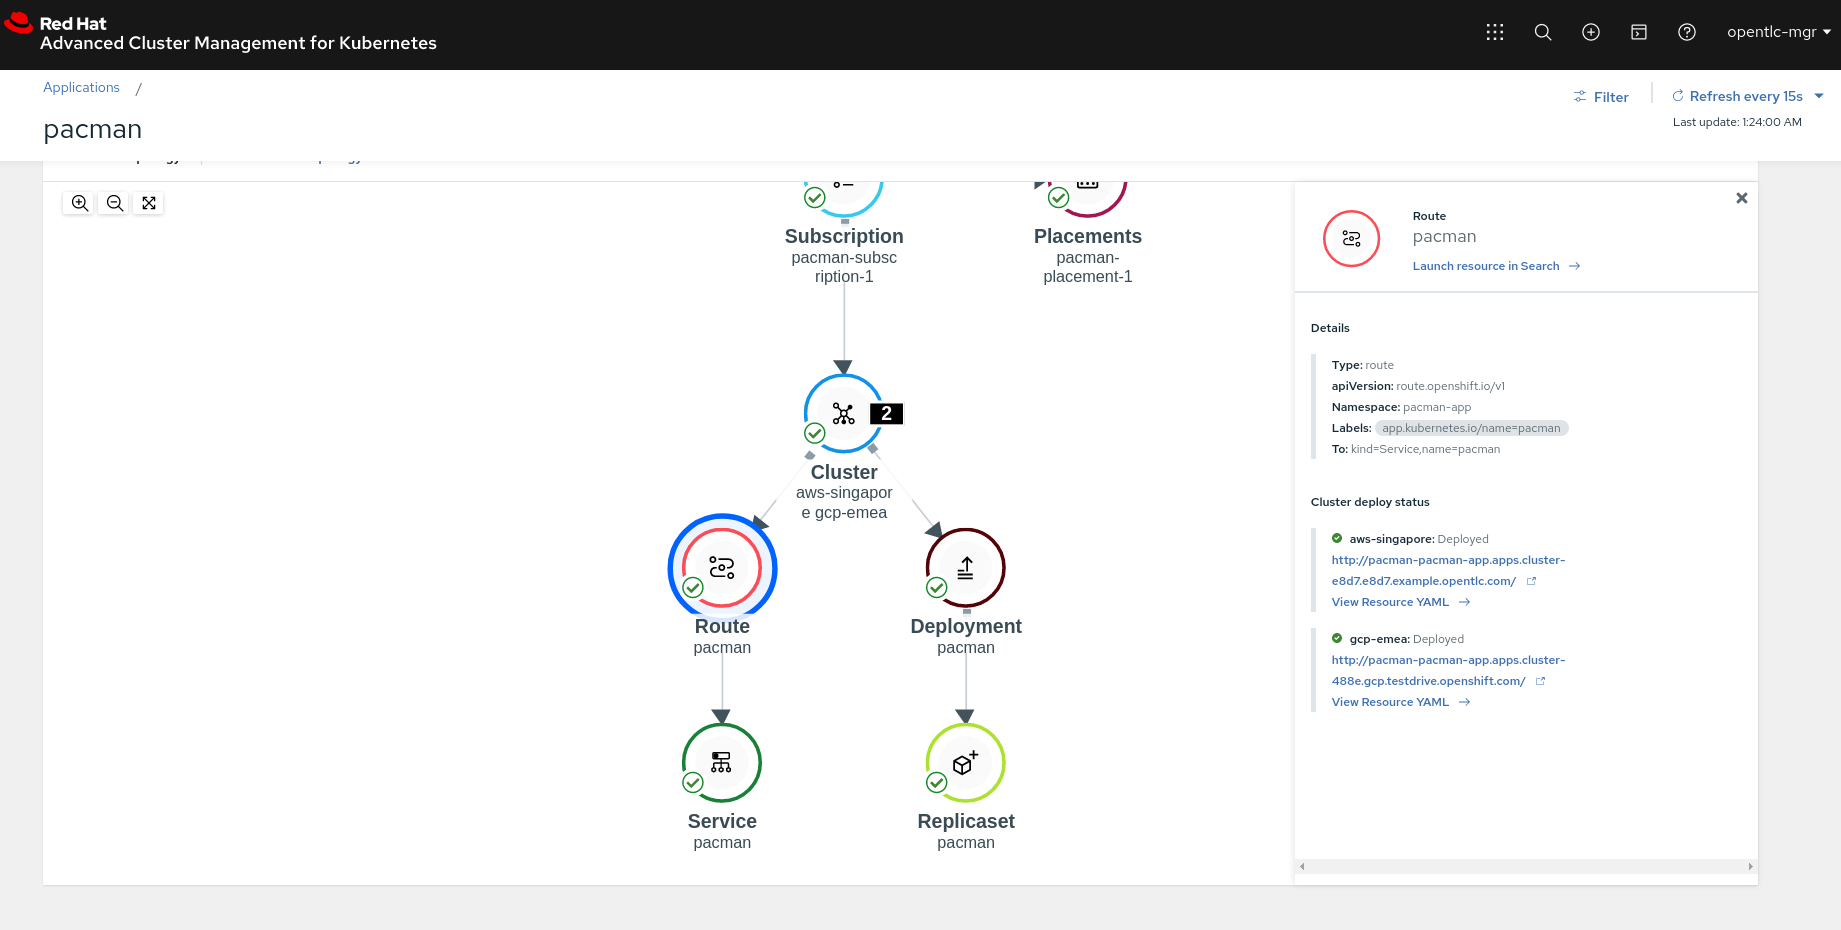 Red Hat
Advanced Cluster Management for Kubernetes
opentlc-mgr
Applications /
pacman
Filter
Refresh every 15s
Last update: 1:24:00 AM
Subscription
pacman-subsc
ription-1
Placements
pacman-
placement-1
2
Cluster
aws-singapor
e gcp-emea
Route
pacman
Deployment
pacman
Service
pacman
Replicaset
pacman
Route
pacman
Launch resource in Search
Details
Type: route
apiVersion: route.openshift.io/v1
Namespace: pacman-app
Labels: app.kubernetes.io/name=pacman
To: kind=Service,name=pacman
Cluster deploy status
aws-singapore: Deployed
http://pacman-pacman-app.apps.cluster-
e8d7.e8d7.example.opentlc.com/
View Resource YAML
gcp-emea: Deployed
http://pacman-pacman-app.apps.cluster-
488e.gcp.testdrive.openshift.com/
View Resource YAML